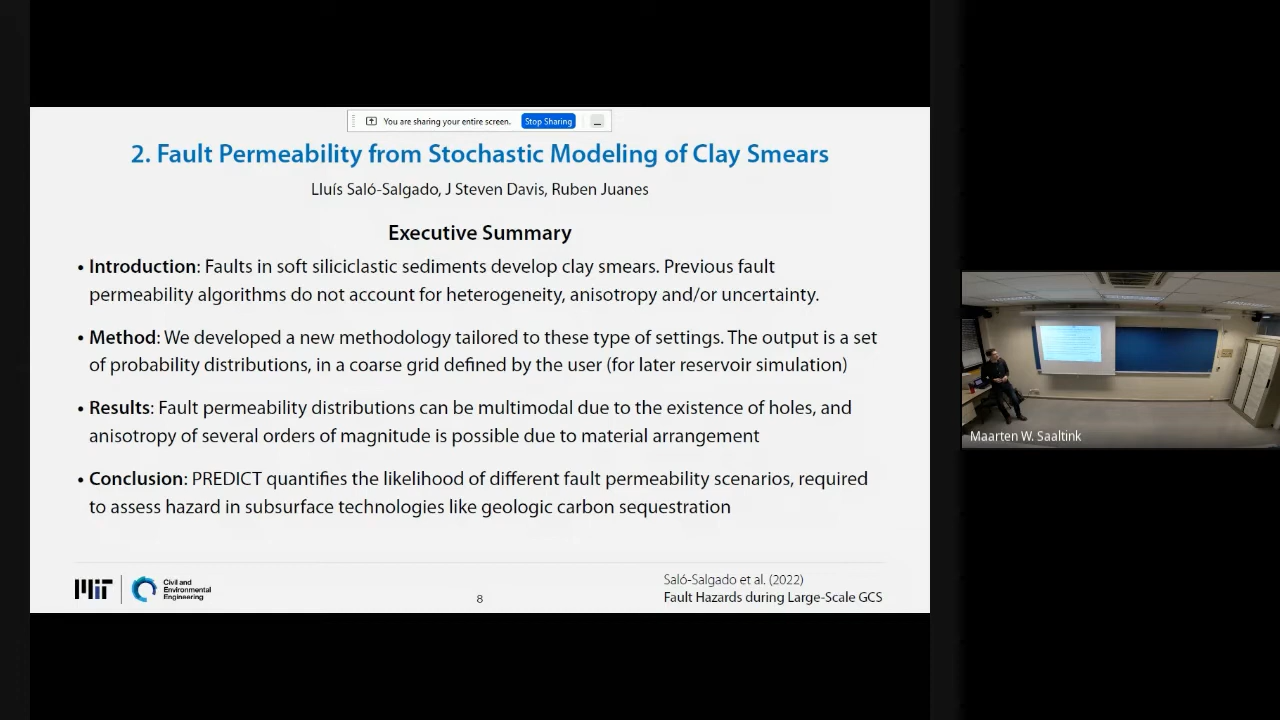 You are sharing your entire screen. Stop Sharing
2. Fault Permeability from Stochastic Modeling of Clay Smears
Lluís Saló-Salgado, J Steven Davis, Ruben Juanes
Executive Summary
• Introduction: Faults in soft siliciclastic sediments develop clay smears. Previous fault
permeability algorithms do not account for heterogeneity, anisotropy and/or uncertainty.
• Method: We developed a new methodology tailored to these type of settings. The output is a set
of probability distributions, in a coarse grid defined by the user (for later reservoir simulation)
• Results: Fault permeability distributions can be multimodal due to the existence of holes, and
anisotropy of several orders of magnitude is possible due to material arrangement
• Conclusion: PREDICT quantifies the likelihood of different fault permeability scenarios, required
to assess hazard in subsurface technologies like geologic carbon sequestration
MIT
Civil and
Environmental
Engineering
8
Saló-Salgado et al. (2022)
Fault Hazards during Large-Scale GCS
Maarten W. Saaltink